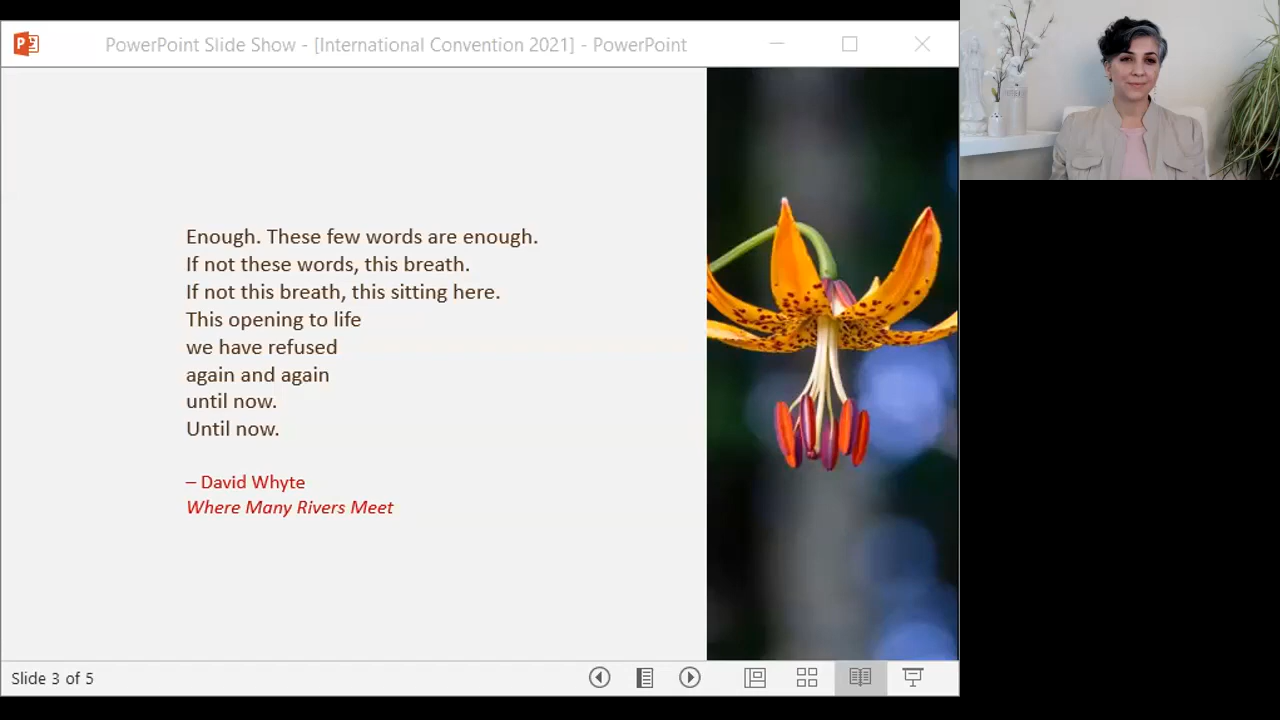 PowerPoint Slide Show - [International Convention 2021] - PowerPoint
Enough. These few words are enough.
If not these words, this breath.
If not this breath, this sitting here.
This opening to life
we have refused
again and again
until now.
Until now.
– David Whyte
Where Many Rivers Meet
Slide 3 of 5